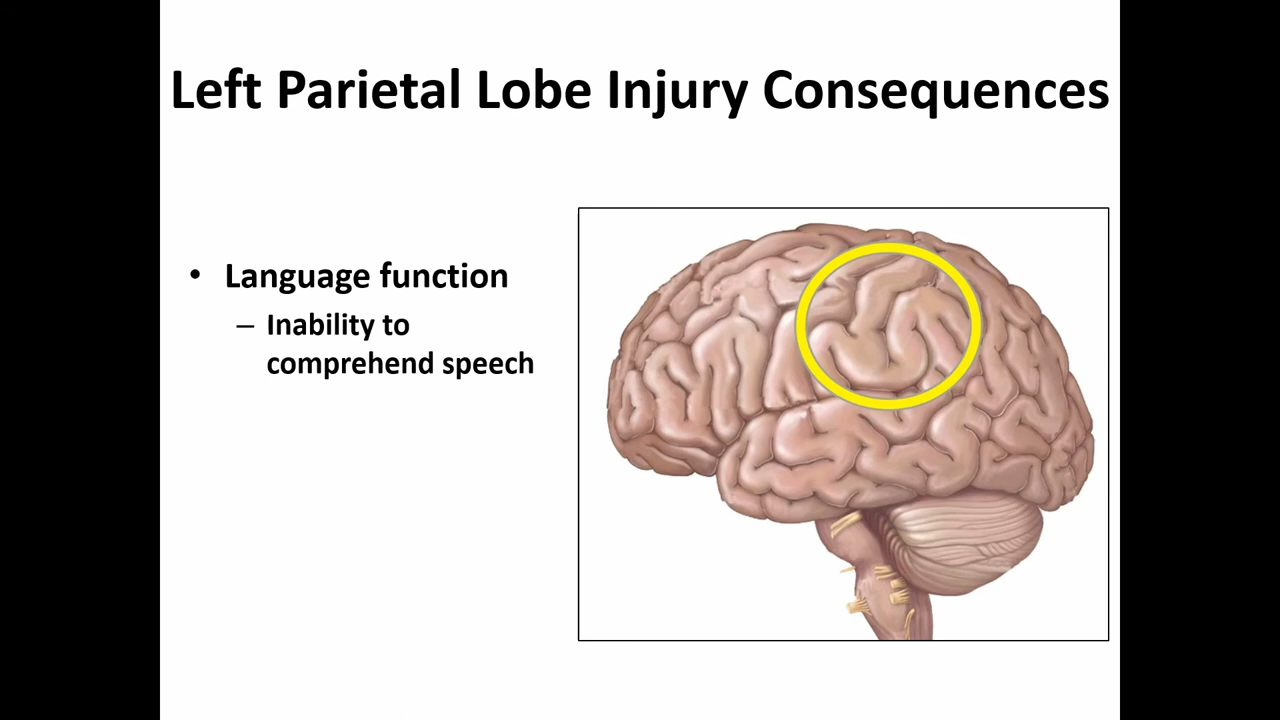 Left Parietal Lobe Injury Consequences
• Language function
– Inability to
comprehend speech